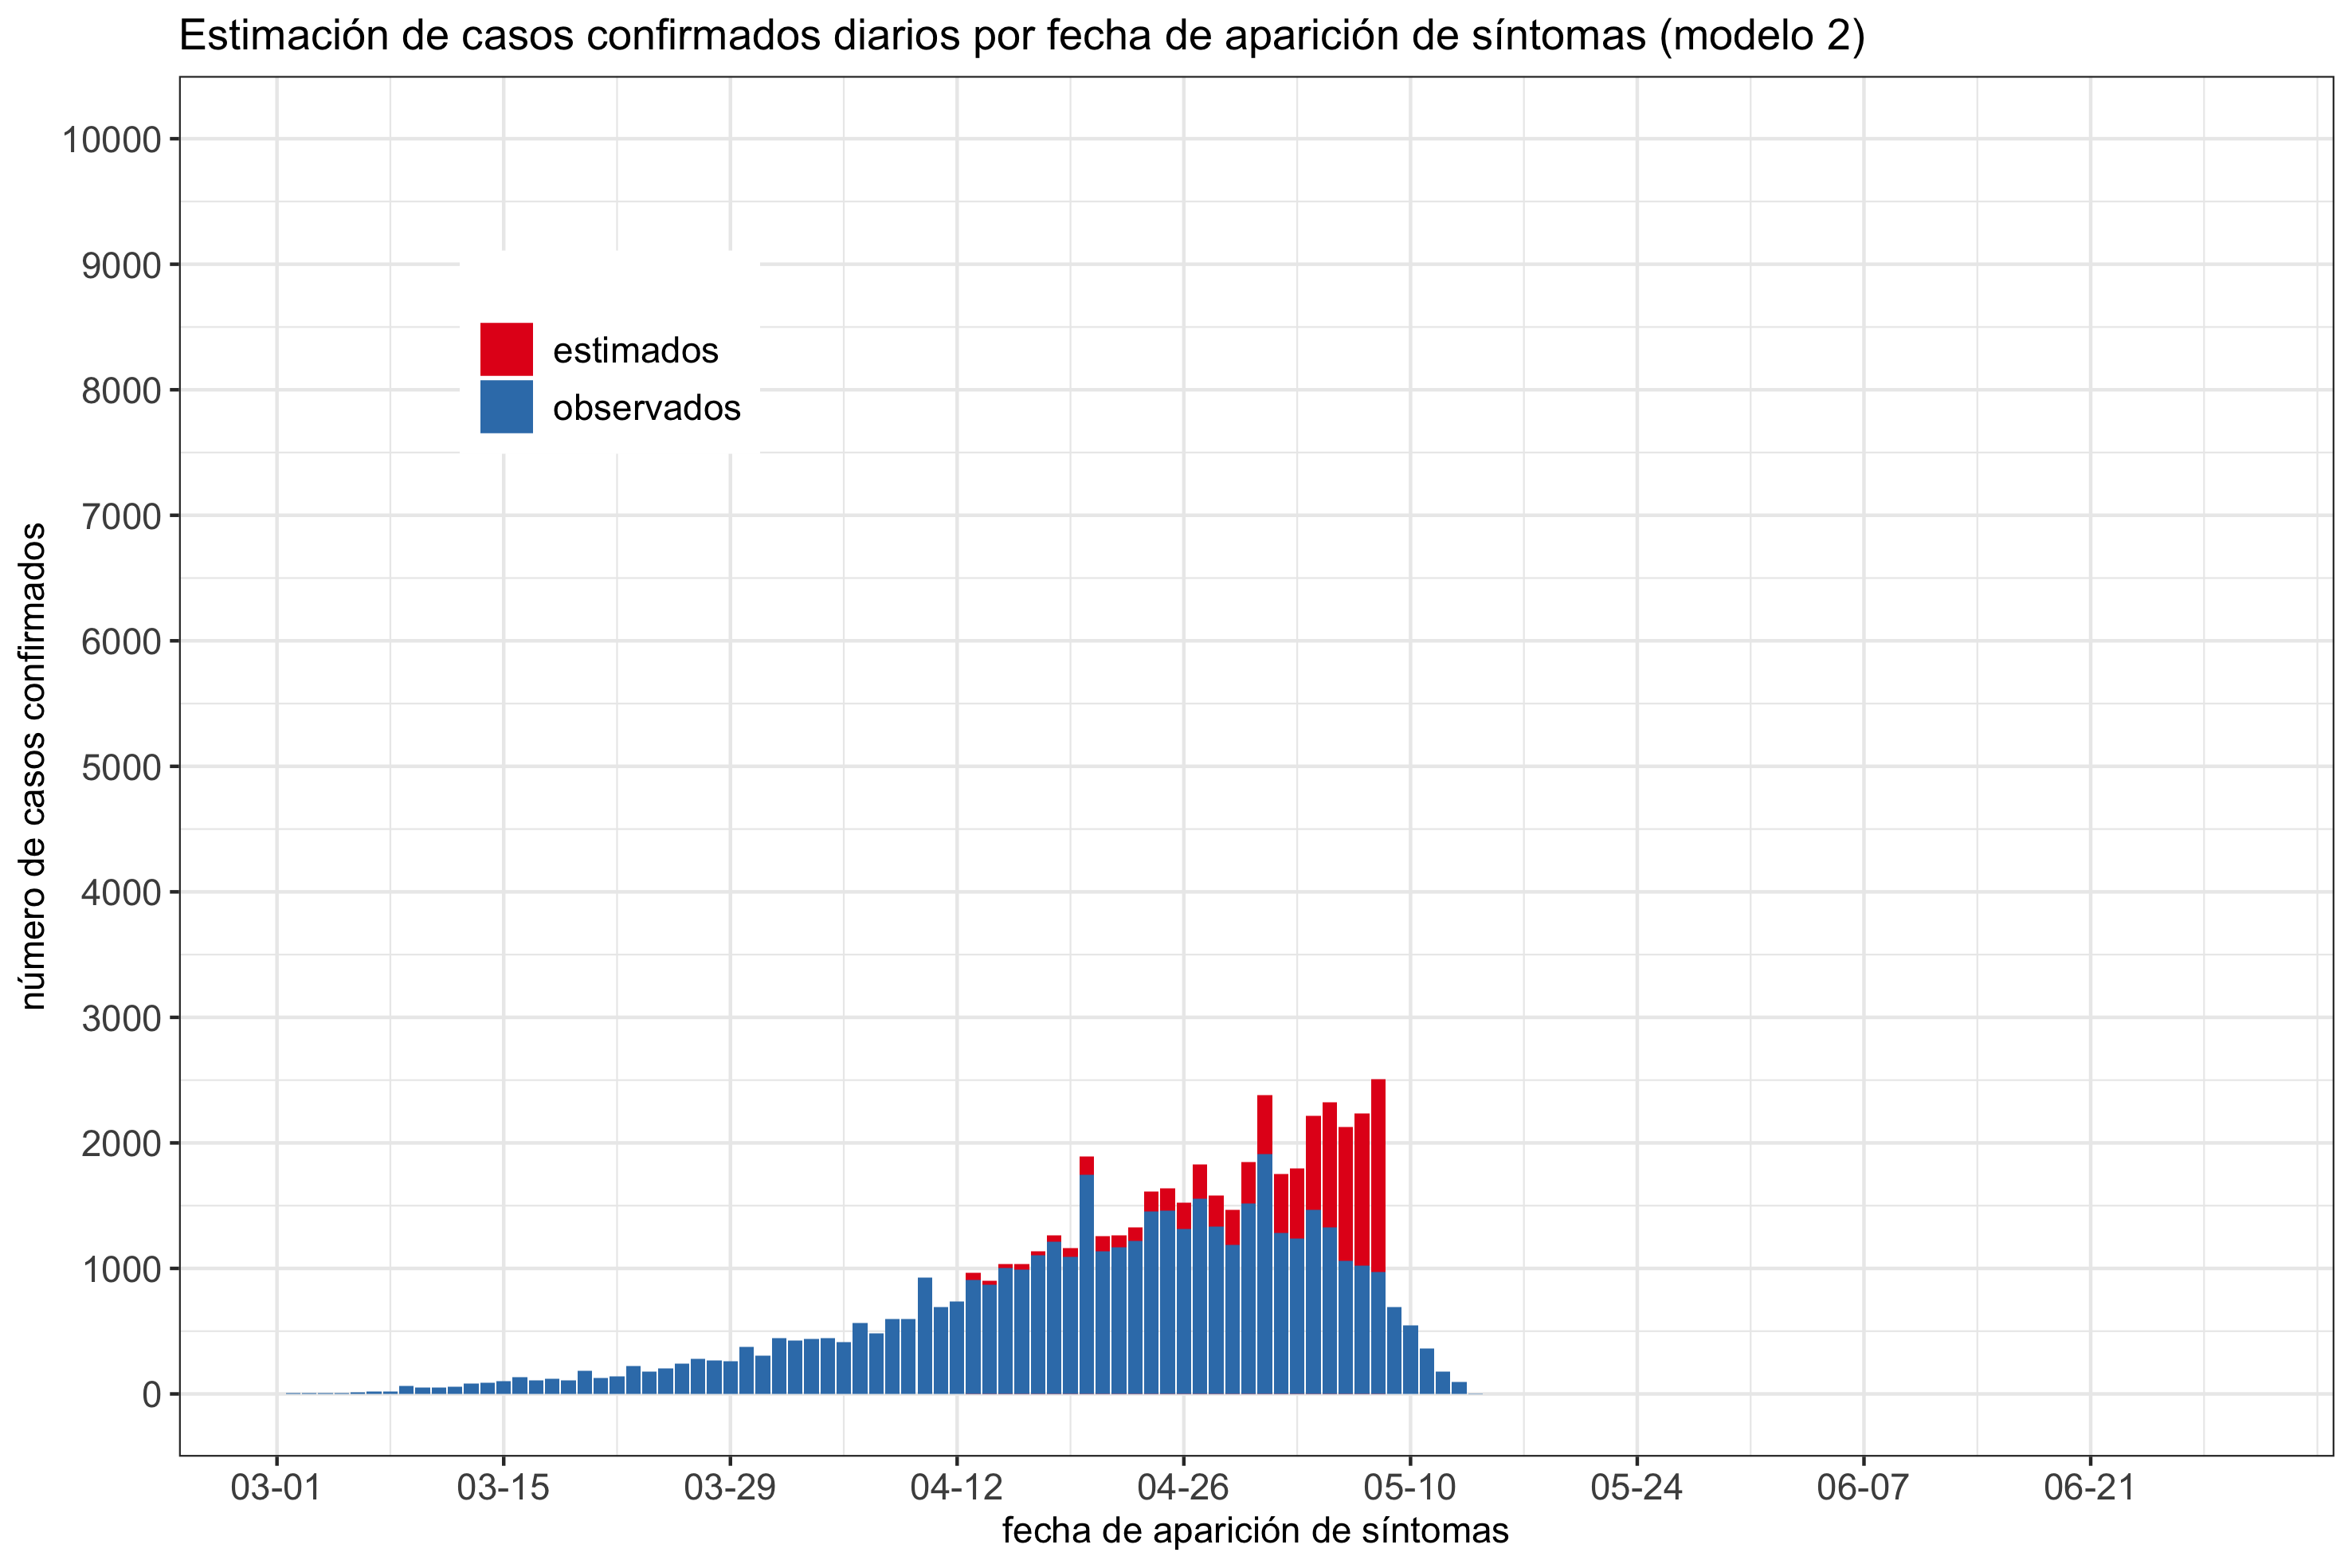 Estimación de casos confirmados diarios por fecha de aparición de síntomas (modelo 2)
número de casos confirmados
10000
9000
8000
7000
6000
5000
4000
3000
2000
1000
0
estimados
observados
03-01 03-15 03-29 04-12 04-26 05-10 05-24 06-07 06-21
fecha de aparición de síntomas